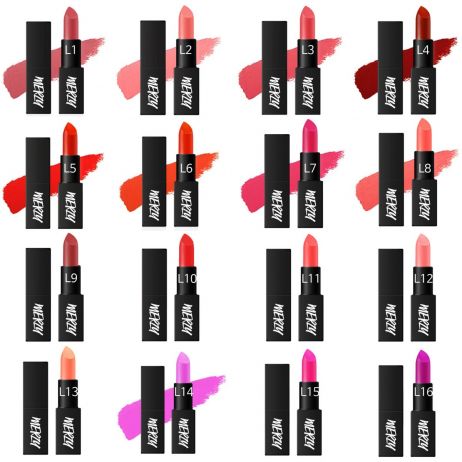 L1
MERZY
L2
MERZY
L3
MERZY
L4
MERZY
L5
MERZY
L6
MERZY
L7
MERZY
L8
MERZY
L9
MERZY
L10
MERZY
L11
MERZY
L12
MERZY
L13
MERZY
L14
MERZY
L15
MERZY
L16
MERZY